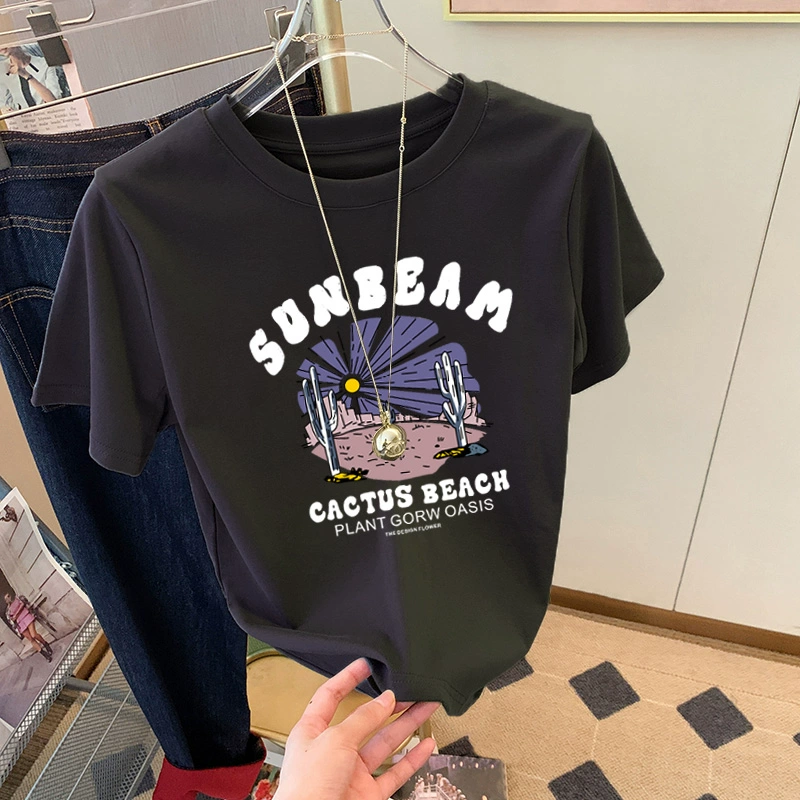 SUNBEAM
CACTUS BEACH
PLANT GORW OASIS
THE DESIGN FLOWER